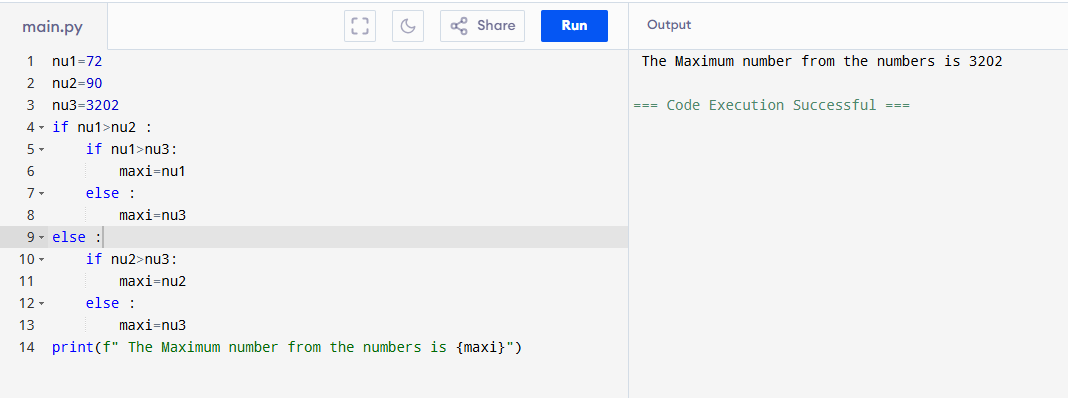 main.py
Share
Run
Output
1 nu1=72
2 nu2=90
3 nu3=3202
4 if nu1>nu2 :
5     if nu1>nu3:
6         maxi=nu1
7     else :
8         maxi=nu3
9 else :
10     if nu2>nu3:
11         maxi=nu2
12     else :
13         maxi=nu3
14 print(f" The Maximum number from the numbers is {maxi}")
 The Maximum number from the numbers is 3202
=== Code Execution Successful ===